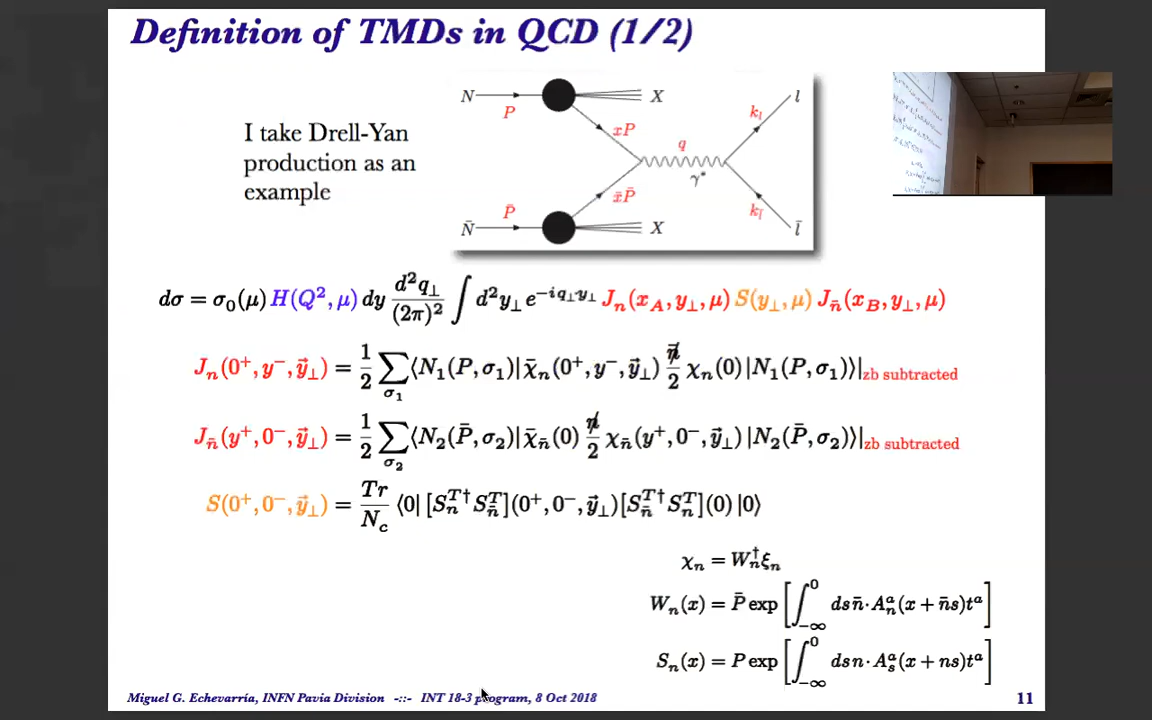 Definition of TMDs in QCD (1/2)
I take Drell-Yan
production as an
example
N
P
X
xP
q
γ*
k_l
l
N̄
P̄
X
x̄P̄
k_l̄
l̄
dσ = σ₀(μ) H(Q², μ) dy d²q⊥/(2π)² ∫ d²y⊥ e^{−iq⊥y⊥} J_n(x_A, y⊥, μ) S(y⊥, μ) J_n̄(x_B, y⊥, μ)
J_n(0⁺, y⁻, y⃗⊥) = 1/2 ∑_{σ₁} ⟨N₁(P, σ₁)| χ̄_n(0⁺, y⁻, y⃗⊥) n̸̄/2 χ_n(0) |N₁(P, σ₁)⟩|_{zb subtracted}
J_n̄(y⁺, 0⁻, y⃗⊥) = 1/2 ∑_{σ₂} ⟨N₂(P̄, σ₂)| χ̄_n̄(0) n̸/2 χ_n̄(y⁺, 0⁻, y⃗⊥) |N₂(P̄, σ₂)⟩|_{zb subtracted}
S(0⁺, 0⁻, y⃗⊥) = Tr/N_c ⟨0| [S_n^{T†} S_n̄^T](0⁺, 0⁻, y⃗⊥)[S_n̄^{T†} S_n^T](0) |0⟩
χ_n = W_n^† ξ_n
W_n(x) = P̄ exp [∫_{−∞}^0 ds n̄·A_n^a(x + n̄s)t^a]
S_n(x) = P exp [∫_{−∞}^0 ds n·A_s^a(x + ns)t^a]
Miguel G. Echevarría, INFN Pavia Division -::- INT 18-3 program, 8 Oct 2018
11